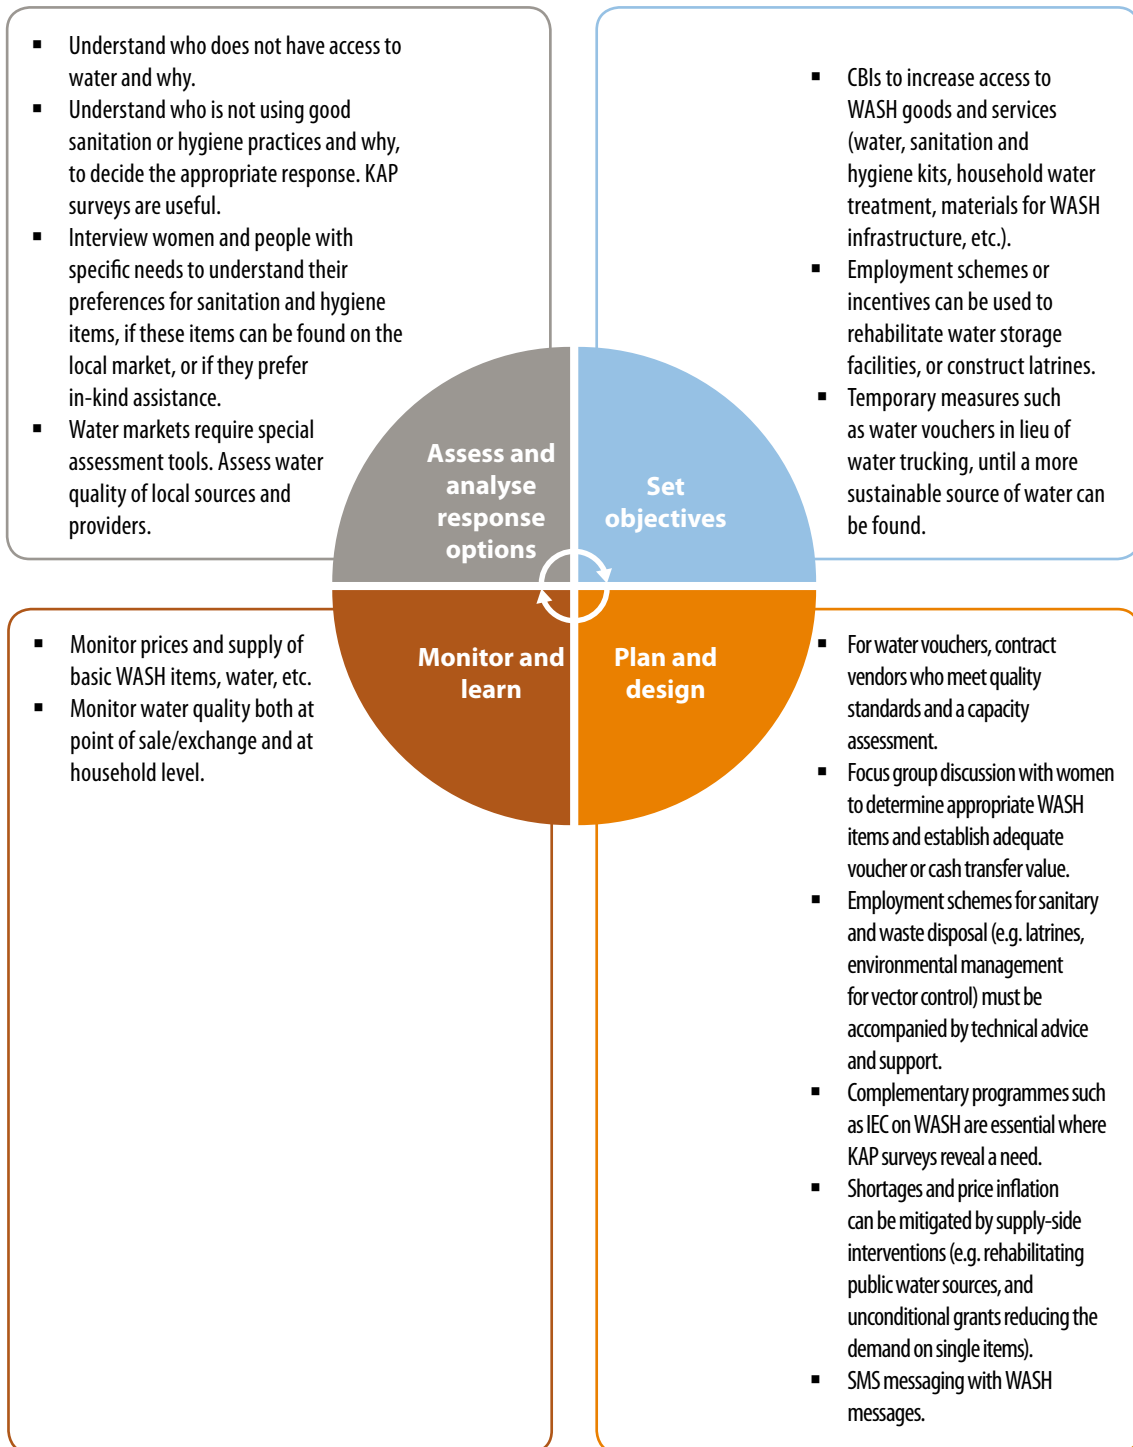 ▪ Understand who does not have access to
water and why.
▪ Understand who is not using good
sanitation or hygiene practices and why,
to decide the appropriate response. KAP
surveys are useful.
▪ Interview women and people with
specific needs to understand their
preferences for sanitation and hygiene
items, if these items can be found on the
local market, or if they prefer
in-kind assistance.
▪ Water markets require special
assessment tools. Assess water
quality of local sources and
providers.
▪ CBIs to increase access to
WASH goods and services
(water, sanitation and
hygiene kits, household water
treatment, materials for WASH
infrastructure, etc.).
▪ Employment schemes or
incentives can be used to
rehabilitate water storage
facilities, or construct latrines.
▪ Temporary measures such
as water vouchers in lieu of
water trucking, until a more
sustainable source of water can
be found.
Assess and
analyse
response
options
Set
objectives
Monitor and
learn
Plan and
design
▪ Monitor prices and supply of
basic WASH items, water, etc.
▪ Monitor water quality both at
point of sale/exchange and at
household level.
▪ For water vouchers, contract
vendors who meet quality
standards and a capacity
assessment.
▪ Focus group discussion with women
to determine appropriate WASH
items and establish adequate
voucher or cash transfer value.
▪ Employment schemes for sanitary
and waste disposal (e.g. latrines,
environmental management
for vector control) must be
accompanied by technical advice
and support.
▪ Complementary programmes such
as IEC on WASH are essential where
KAP surveys reveal a need.
▪ Shortages and price inflation
can be mitigated by supply-side
interventions (e.g. rehabilitating
public water sources, and
unconditional grants reducing the
demand on single items).
▪ SMS messaging with WASH
messages.